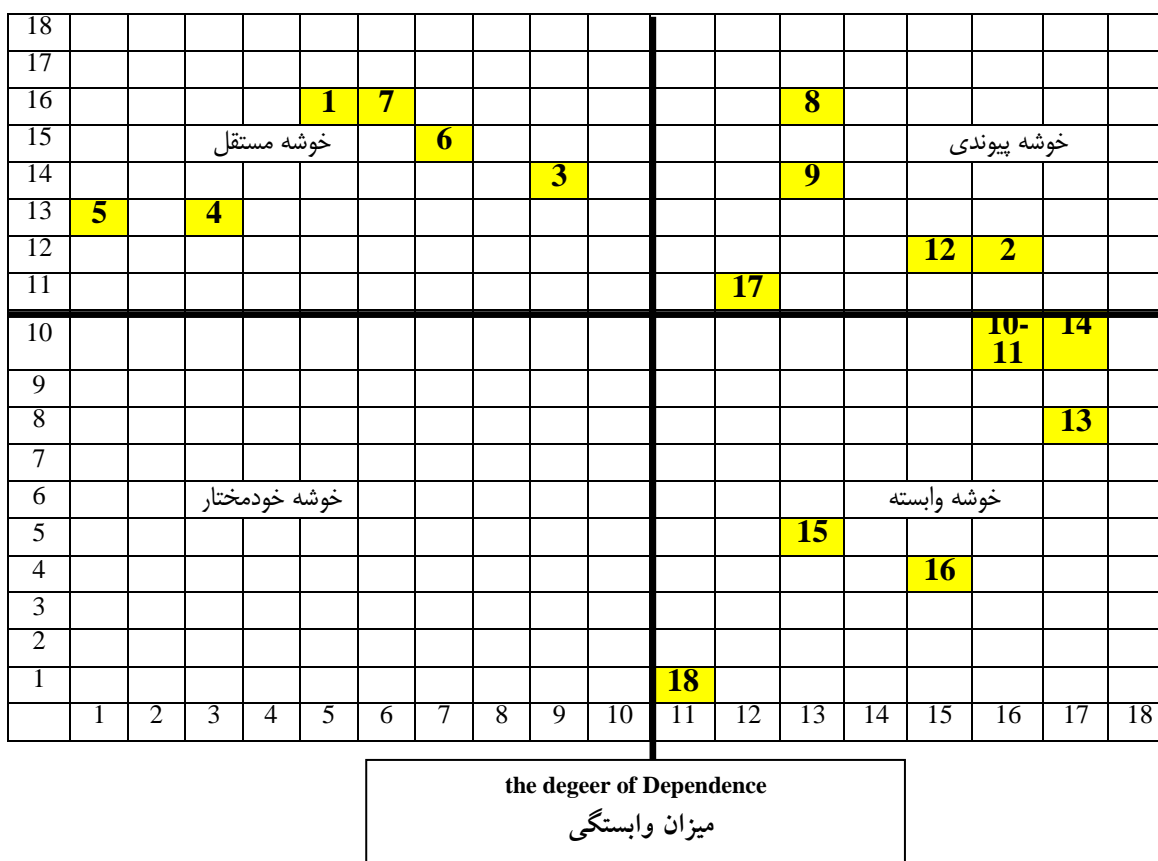 18
17
16 1 7 8
15 خوشه مستقل 6 خوشه پیوندی
14 3 9
13 5 4
12 12 2
11 17
10 10-11 14
9
8 13
7
6 خوشه خودمختار خوشه وابسته
5 15
4 16
3
2
1 18
1 2 3 4 5 6 7 8 9 10 11 12 13 14 15 16 17 18
the degeer of Dependence
میزان وابستگی